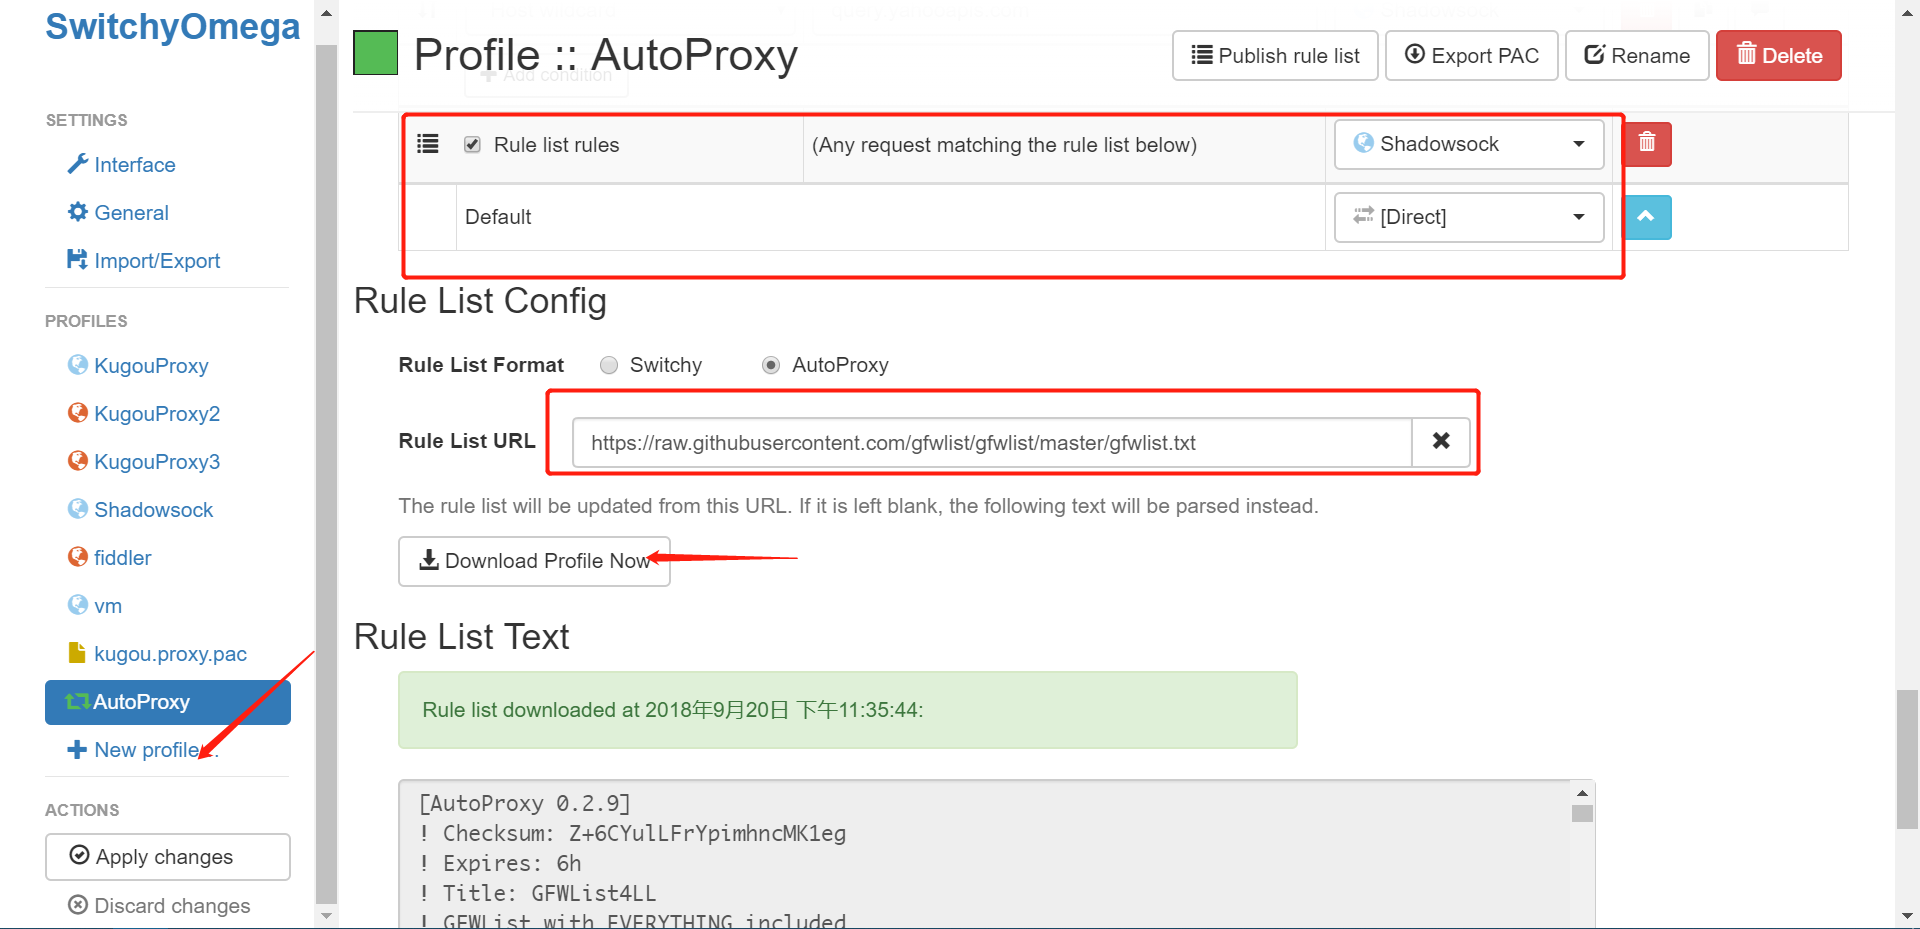 SwitchyOmega
SETTINGS
Interface
General
Import/Export
PROFILES
KugouProxy
KugouProxy2
KugouProxy3
Shadowsock
fiddler
vm
kugou.proxy.pac
AutoProxy
New profile…
ACTIONS
Apply changes
Discard changes
Profile :: AutoProxy
Publish rule list
Export PAC
Rename
Delete
Add condition
Rule list rules
(Any request matching the rule list below)
Shadowsock
Default
[Direct]
Rule List Config
Rule List Format
Switchy
AutoProxy
Rule List URL
https://raw.githubusercontent.com/gfwlist/gfwlist/master/gfwlist.txt
The rule list will be updated from this URL. If it is left blank, the following text will be parsed instead.
Download Profile Now
Rule List Text
Rule list downloaded at 2018年9月20日 下午11:35:44:
[AutoProxy 0.2.9]
! Checksum: Z+6CYulLFrYpimhncMK1eg
! Expires: 6h
! Title: GFWList4LL
! GFWList with EVERYTHING included